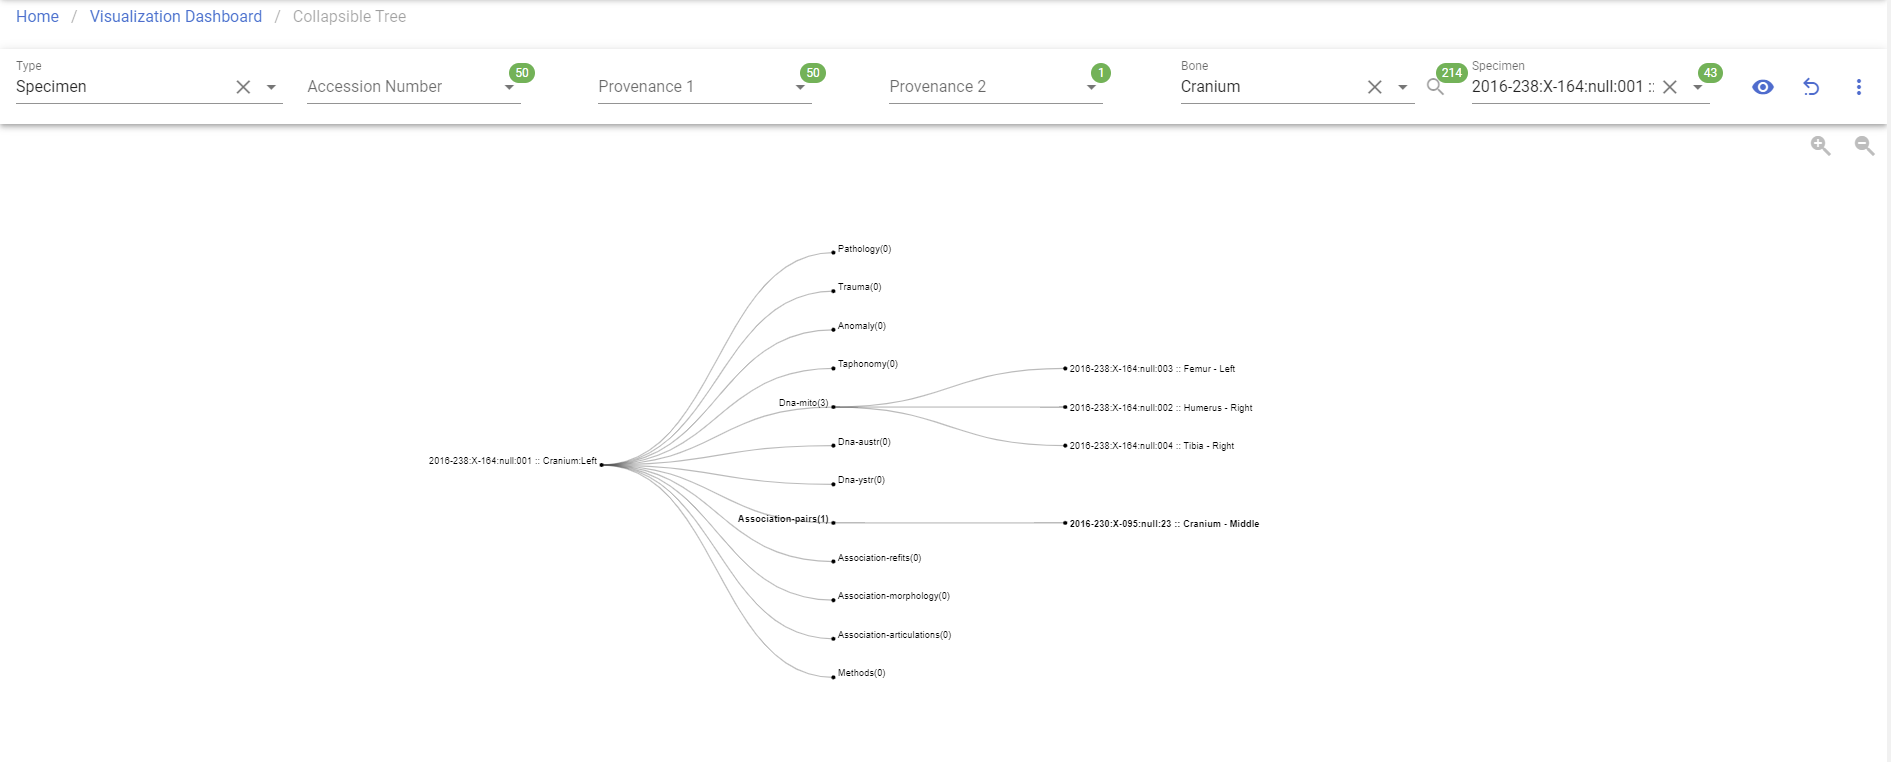 Home / Visualization Dashboard / Collapsible Tree
Type
Specimen
Accession Number
50
Provenance 1
50
Provenance 2
1
Bone
Cranium
214
Specimen
2016-238:X-164:null:001 ::
43
Pathology(0)
Trauma(0)
Anomaly(0)
Taphonomy(0)
Dna-mito(3)
2016-238:X-164:null:003 :: Femur - Left
2016-238:X-164:null:002 :: Humerus - Right
2016-238:X-164:null:004 :: Tibia - Right
Dna-austr(0)
2016-238:X-164:null:001 :: Cranium:Left
Dna-ystr(0)
Association-pairs(1)
2016-230:X-095:null:23 :: Cranium - Middle
Association-refits(0)
Association-morphology(0)
Association-articulations(0)
Methods(0)